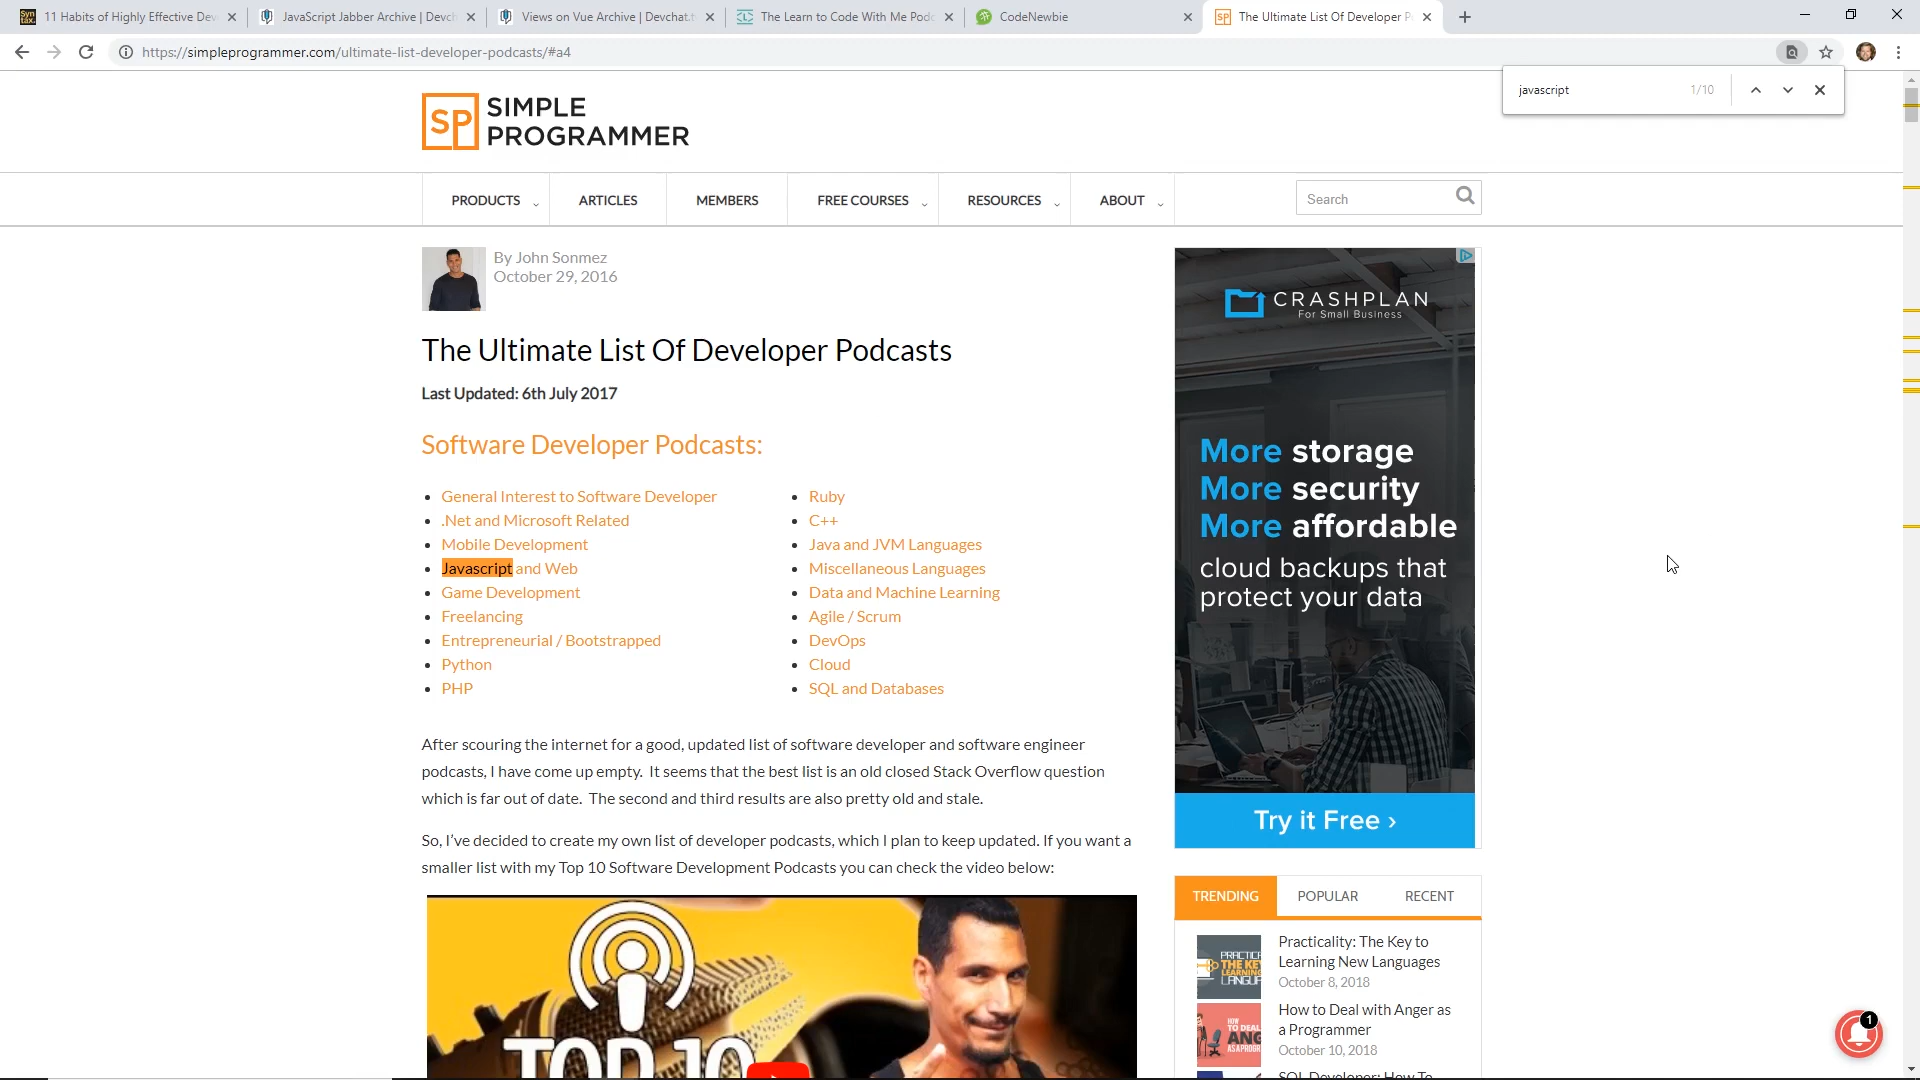 11 Habits of Highly Effective Dev
JavaScript Jabber Archive | Devch
Views on Vue Archive | Devchat.t
The Learn to Code With Me Podc
CodeNewbie
The Ultimate List Of Developer P
https://simpleprogrammer.com/ultimate-list-developer-podcasts/#a4
javascript 1/10
SP SIMPLE
PROGRAMMER
PRODUCTS ARTICLES MEMBERS FREE COURSES RESOURCES ABOUT Search
By John Sonmez
October 29, 2016
The Ultimate List Of Developer Podcasts
Last Updated: 6th July 2017
Software Developer Podcasts:
General Interest to Software Developer
.Net and Microsoft Related
Mobile Development
Javascript and Web
Game Development
Freelancing
Entrepreneurial / Bootstrapped
Python
PHP
Ruby
C++
Java and JVM Languages
Miscellaneous Languages
Data and Machine Learning
Agile / Scrum
DevOps
Cloud
SQL and Databases
After scouring the internet for a good, updated list of software developer and software engineer
podcasts, I have come up empty. It seems that the best list is an old closed Stack Overflow question
which is far out of date. The second and third results are also pretty old and stale.
So, I've decided to create my own list of developer podcasts, which I plan to keep updated. If you want a
smaller list with my Top 10 Software Development Podcasts you can check the video below:
TOP 10
CRASHPLAN
For Small Business
More storage
More security
More affordable
cloud backups that
protect your data
Try it Free ›
TRENDING POPULAR RECENT
Practicality: The Key to
Learning New Languages
October 8, 2018
How to Deal with Anger as
a Programmer
October 10, 2018
SQL Developer: How To
1